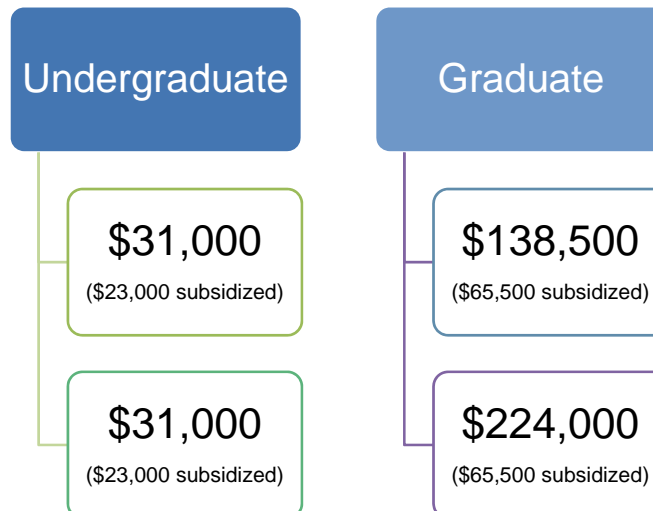 Undergraduate
$31,000
($23,000 subsidized)
$31,000
($23,000 subsidized)
Graduate
$138,500
($65,500 subsidized)
$224,000
($65,500 subsidized)